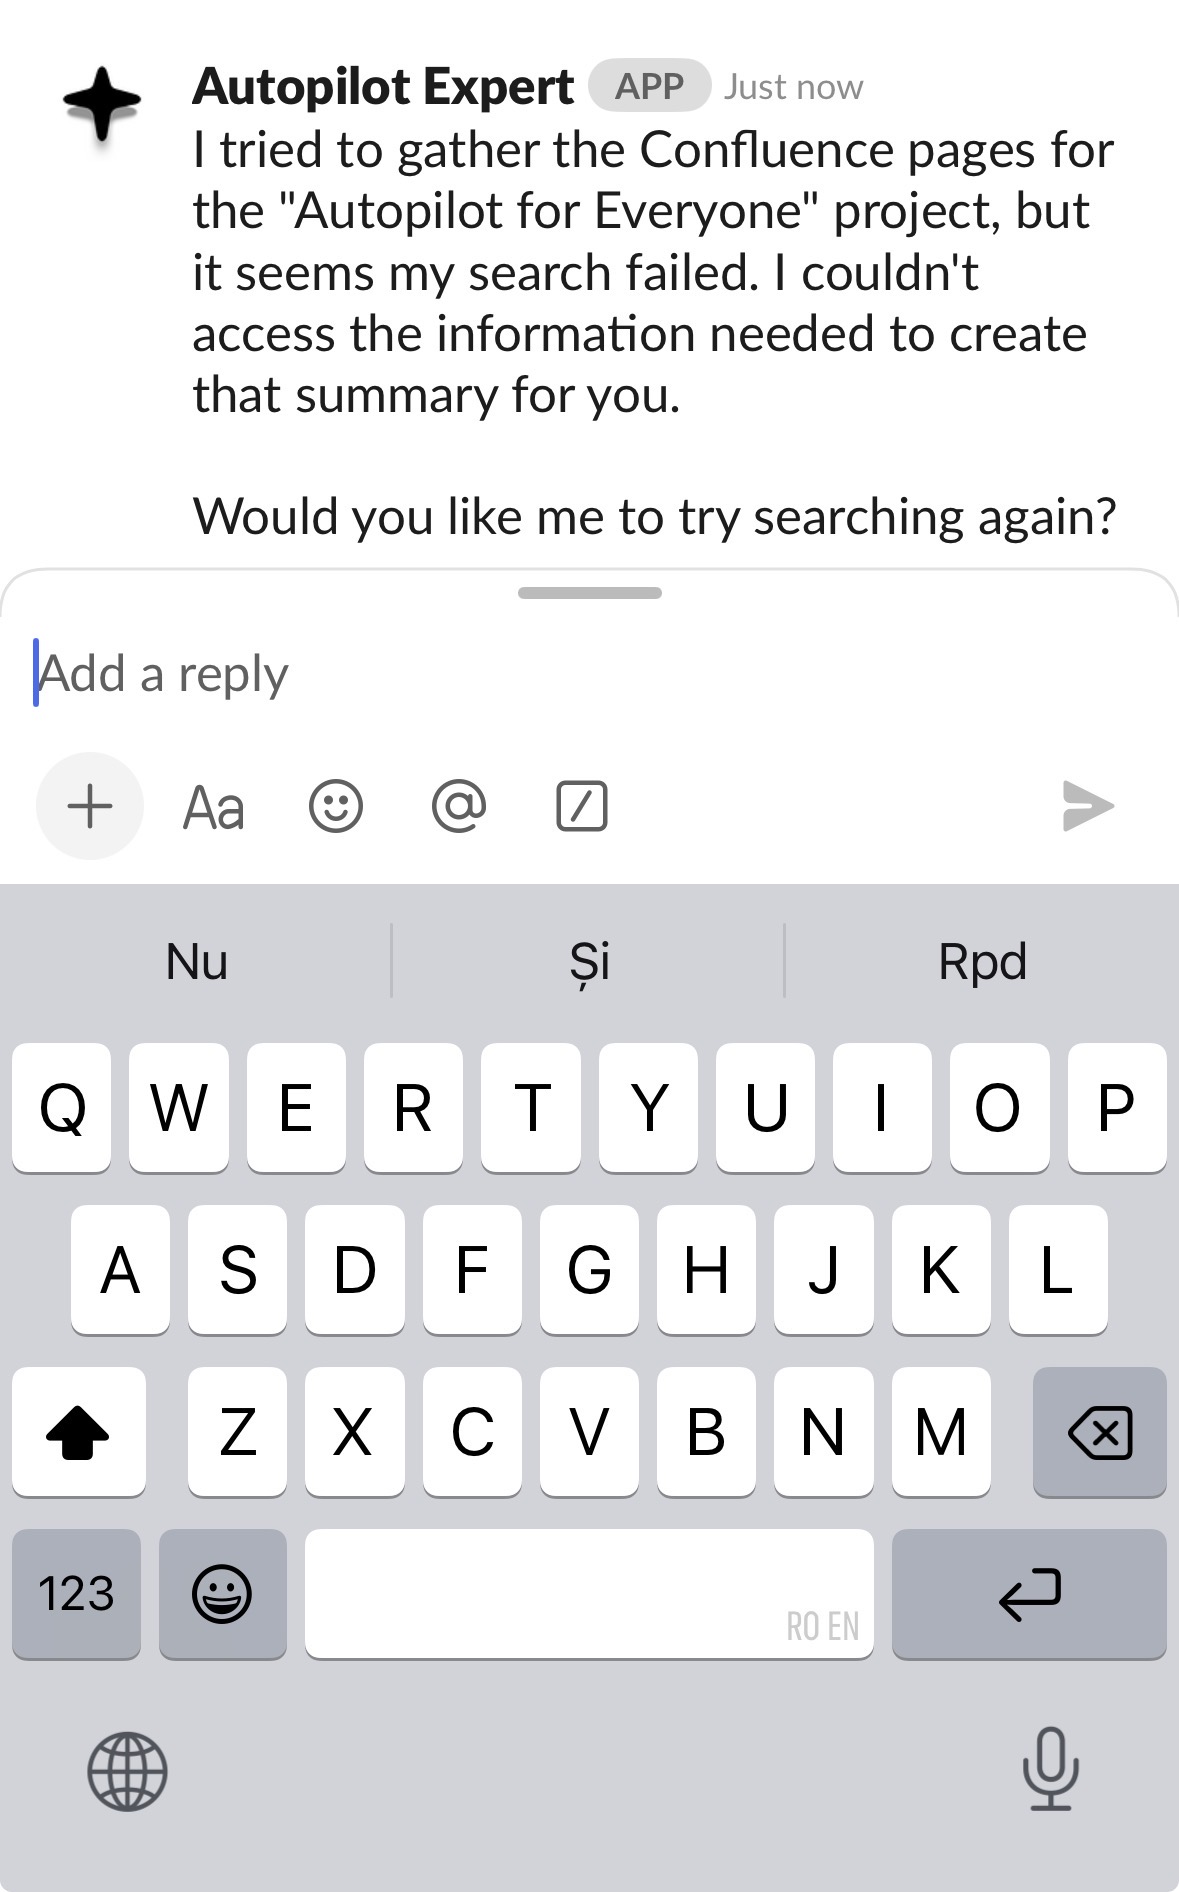 Autopilot Expert APP Just now
I tried to gather the Confluence pages for
the "Autopilot for Everyone" project, but
it seems my search failed. I couldn't
access the information needed to create
that summary for you.
Would you like me to try searching again?
Add a reply
Aa @
Nu Și Rpd
Q W E R T Y U I O P
A S D F G H J K L
Z X C V B N M
123
RO EN